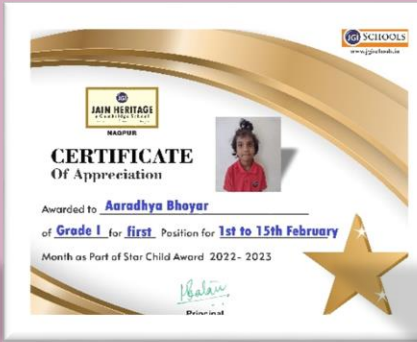 JGI SCHOOLS
www.jgischools.in
JGI
JAIN HERITAGE
NAGPUR
CERTIFICATE
Of Appreciation
Awarded to Aaradhya Bhoyar
of Grade I for first Position for 1st to 15th February
Month as Part of Star Child Award 2022- 2023
Principal